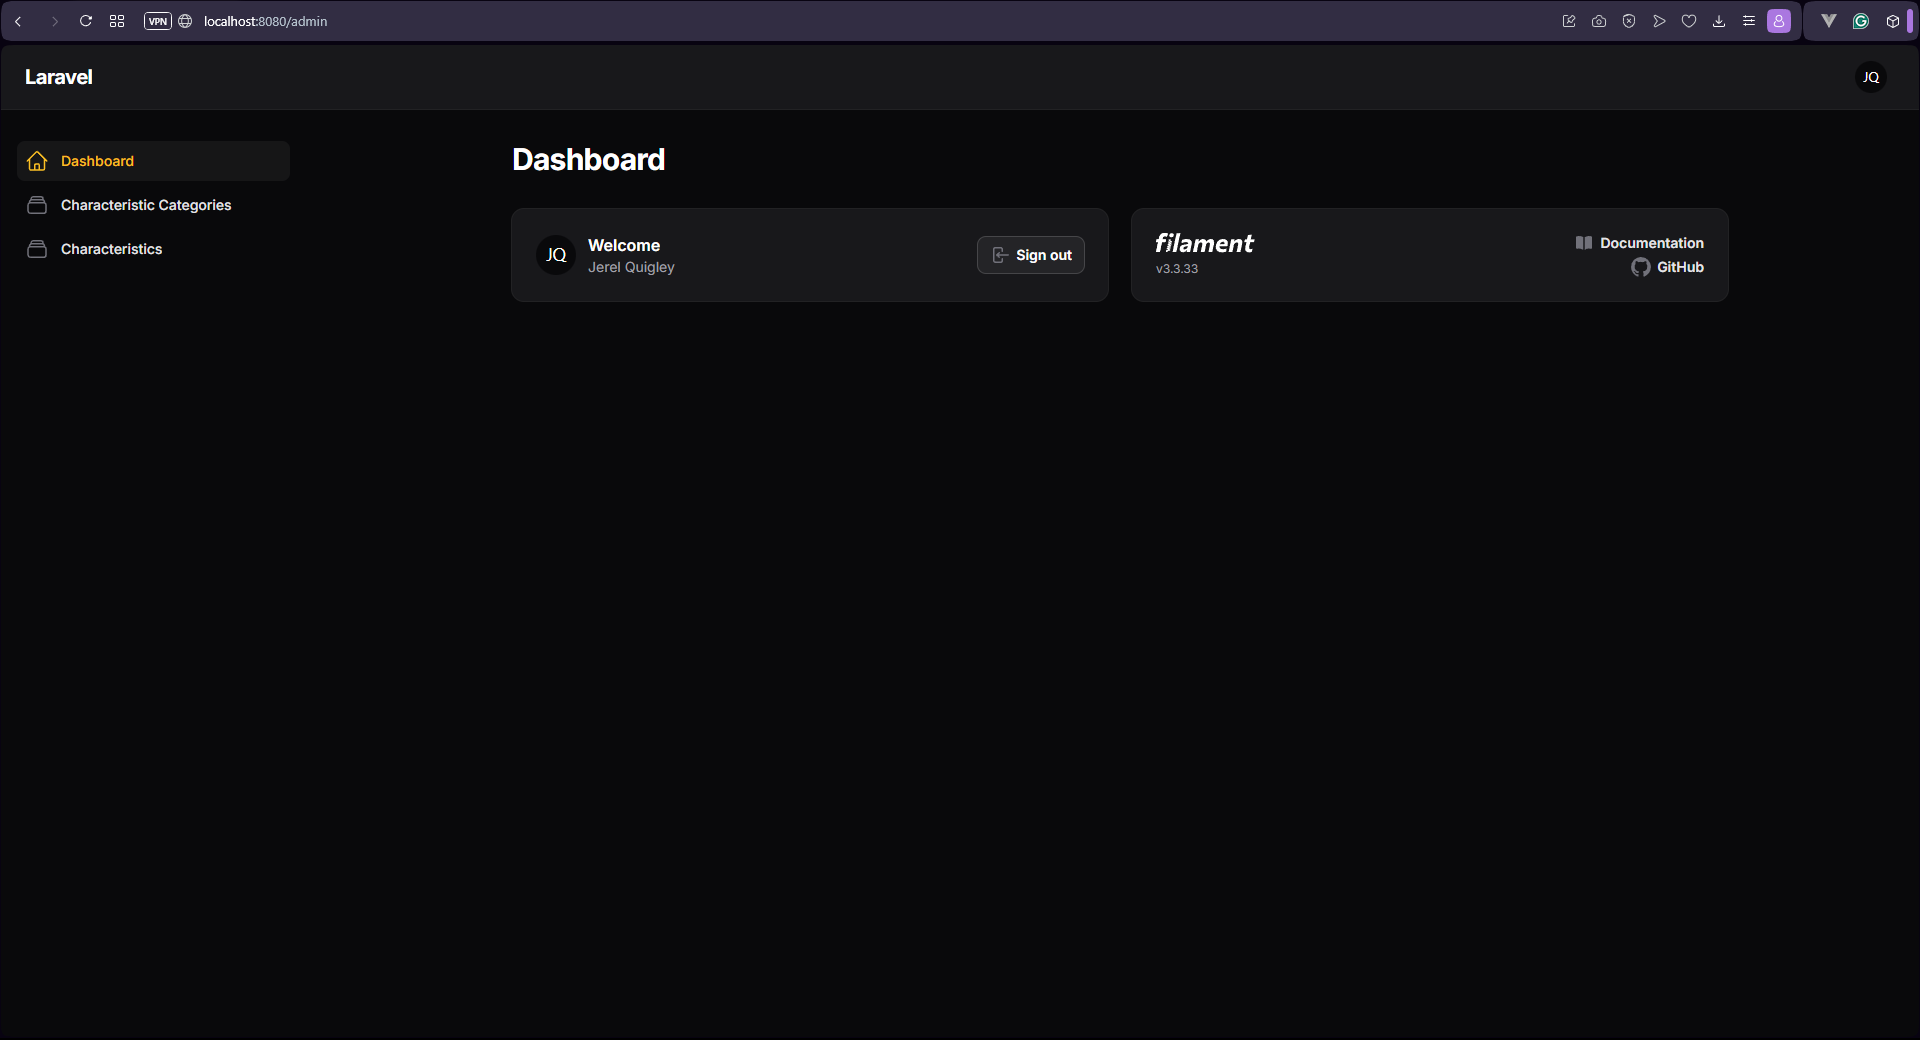 VPN localhost:8080/admin
Laravel
JQ
Dashboard
Characteristic Categories
Characteristics
Dashboard
JQ
Welcome
Jerel Quigley
Sign out
filament
v3.3.33
Documentation
GitHub